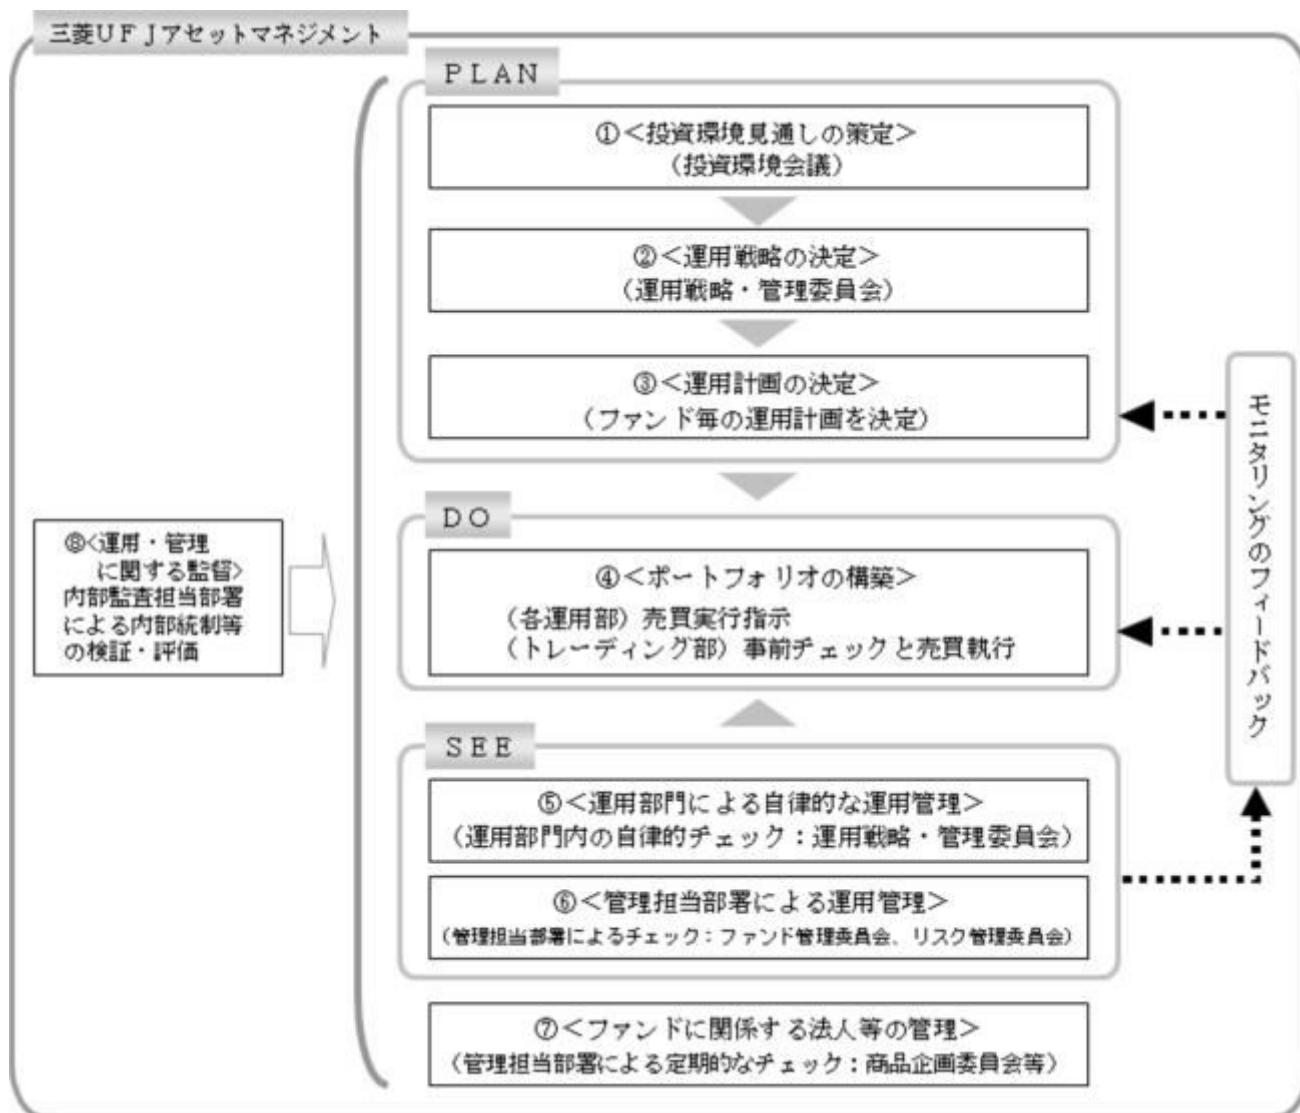 三菱UFJアセットマネジメント
PLAN
①<投資環境見通しの策定>
(投資環境会議)
②<運用戦略の決定>
(運用戦略・管理委員会)
③<運用計画の決定>
(ファンド毎の運用計画を決定)
DO
④<ポートフォリオの構築>
(各運用部)売買実行指示
(トレーディング部)事前チェックと売買執行
SEE
⑤<運用部門による自律的な運用管理>
(運用部門内の自律的チェック:運用戦略・管理委員会)
⑥<管理担当部署による運用管理>
(管理担当部署によるチェック:ファンド管理委員会、リスク管理委員会)
⑦<ファンドに関係する法人等の管理>
(管理担当部署による定期的なチェック:商品企画委員会等)
⑧<運用・管理
に関する監督>
内部監査担当部署
による内部統制等
の検証・評価
モニタリングのフィードバック